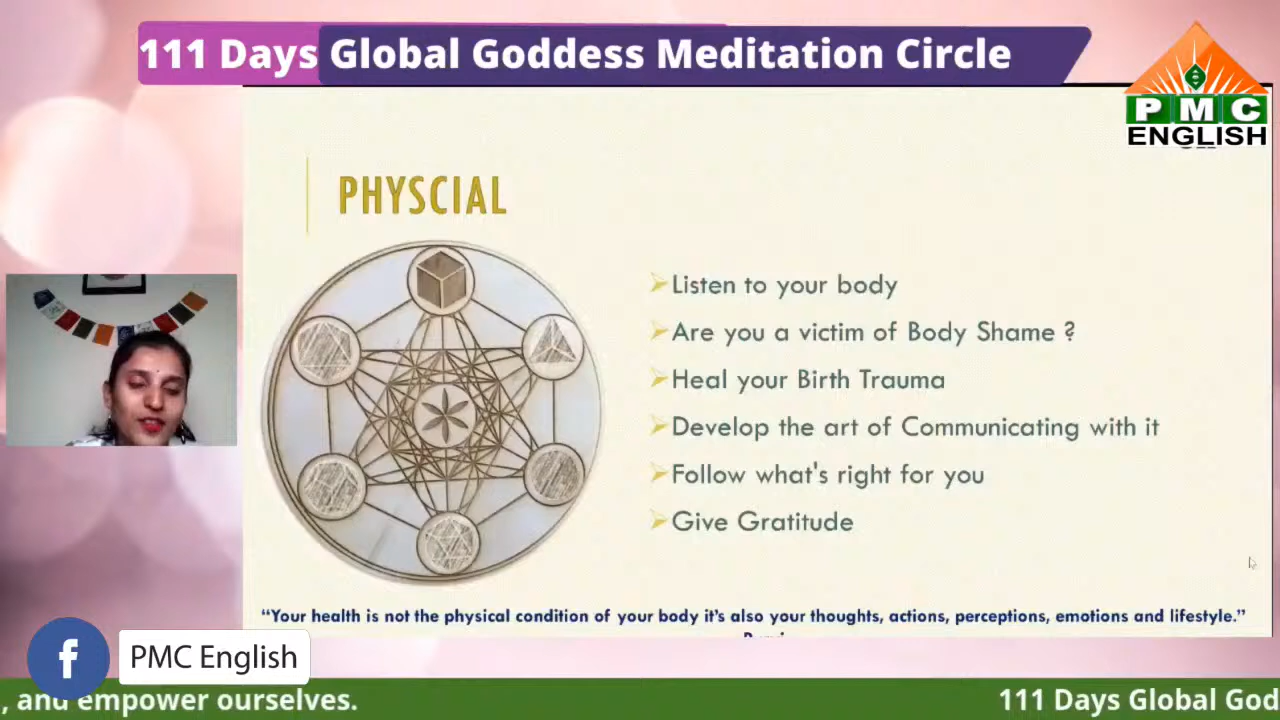 111 Days Global Goddess Meditation Circle
PMC
ENGLISH
PHYSCIAL
Listen to your body
Are you a victim of Body Shame ?
Heal your Birth Trauma
Develop the art of Communicating with it
Follow what's right for you
Give Gratitude
“Your health is not the physical condition of your body it’s also your thoughts, actions, perceptions, emotions and lifestyle.”
f PMC English
, and empower ourselves. 111 Days Global God